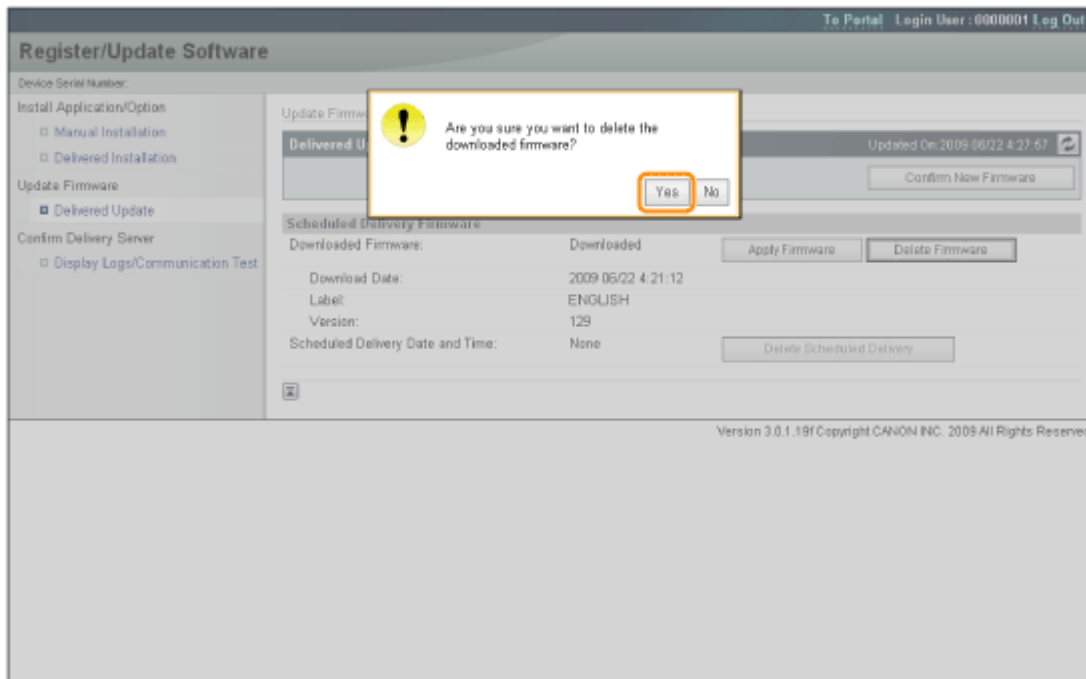 To Portal Login User : 0000001 Log Out
Register/Update Software
Device Serial Number:
Install Application/Option
Manual Installation
Delivered Installation
Update Firmware
Delivered Update
Confirm Delivery Server
Display Logs/Communication Test
Update Firmw
Are you sure you want to delete the
downloaded firmware?
Yes No
Delivered U
Updated On:2009 06/22 4:27:57
Confirm New Firmware
Scheduled Delivery Firmware
Downloaded Firmware: Downloaded Apply Firmware Delete Firmware
Download Date: 2009 06/22 4:21:12
Label: ENGLISH
Version: 129
Scheduled Delivery Date and Time: None Delete Scheduled Delivery
Version 3.0.1.19f Copyright CANON INC. 2009 All Rights Reserve